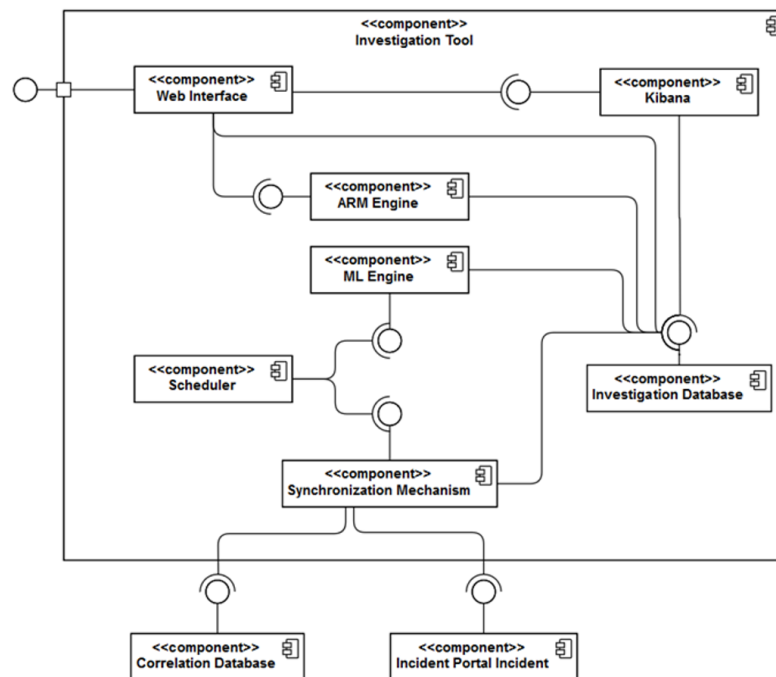 <<component>>
Investigation Tool
<<component>>
Web Interface
<<component>>
Kibana
<<component>>
ARM Engine
<<component>>
ML Engine
<<component>>
Scheduler
<<component>>
Investigation Database
<<component>>
Synchronization Mechanism
<<component>>
Correlation Database
<<component>>
Incident Portal Incident